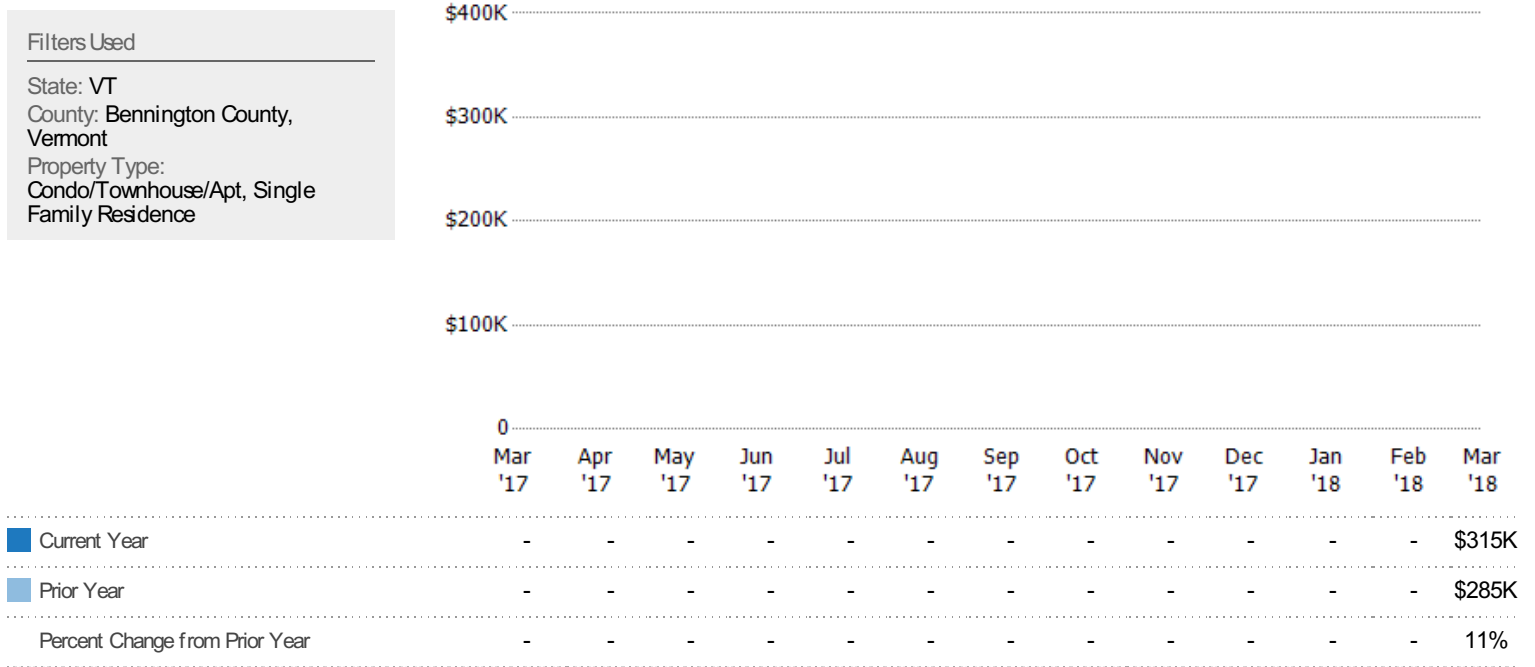 Filters Used
State: VT
County: Bennington County,
Vermont
Property Type:
Condo/Townhouse/Apt, Single
Family Residence
$400K
$300K
$200K
$100K
0
Mar Apr May Jun Jul Aug Sep Oct Nov Dec Jan Feb Mar
'17 '17 '17 '17 '17 '17 '17 '17 '17 '17 '18 '18 '18
Current Year - - - - - - - - - - - - $315K
Prior Year - - - - - - - - - - - - $285K
Percent Change from Prior Year - - - - - - - - - - - - 11%